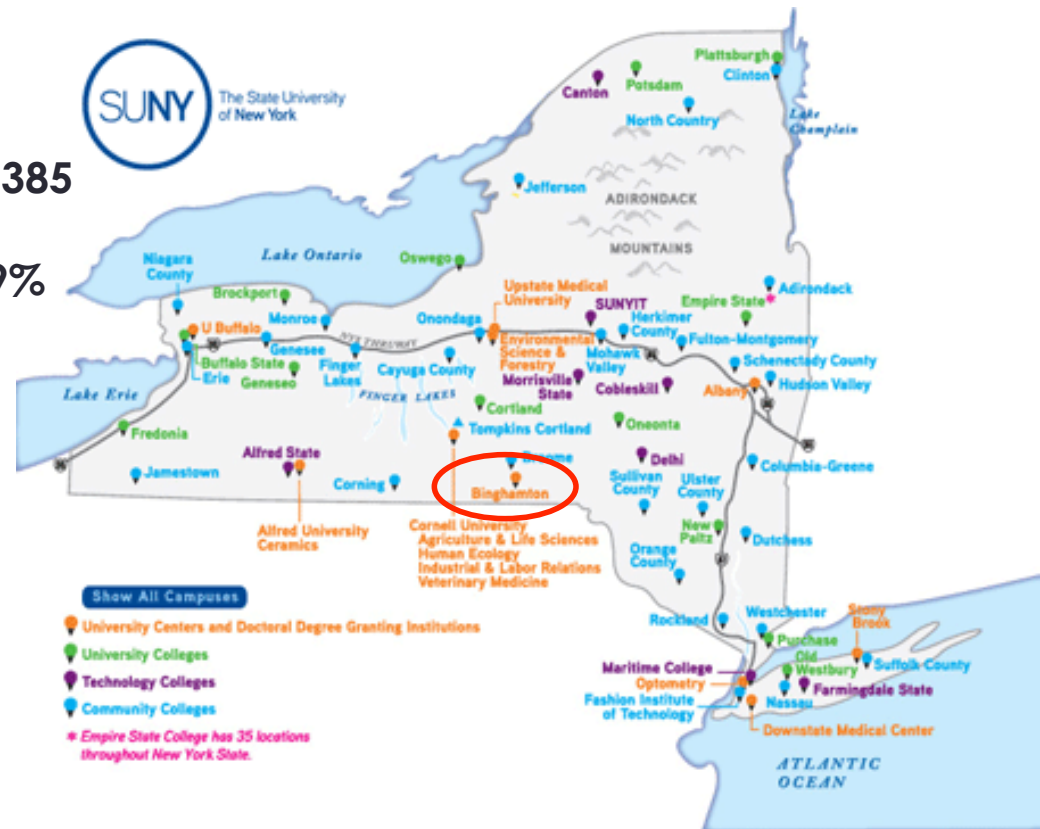 SUNY
The State University
of New York
385
9%
Plattsburgh
Clinton
Canton
Potsdam
North Country
Lake
Champlain
Jefferson
ADIRONDACK
MOUNTAINS
Lake Ontario
Oswego
Niagara
County
Brockport
Monroe
U Buffalo
Buffalo State
Erie
Genesee
Geneseo
NYS THRUWAY
Finger
Lakes
Cayuga County
FINGER LAKES
Onondaga
Upstate Medical
University
Environmental
Science &
Forestry
SUNYIT
Herkimer
County
Mohawk
Valley
Empire State
Adirondack
Fulton-Montgomery
Schenectady County
Hudson Valley
Albany
Morrisville
State
Cobleskill
Lake Erie
Fredonia
Cortland
Tompkins Cortland
Oneonta
Delhi
Jamestown
Alfred State
Corning
Broome
Binghamton
Sullivan
County
Ulster
County
Columbia-Greene
Alfred University
Ceramics
Cornell University
Agriculture & Life Sciences
Human Ecology
Industrial & Labor Relations
Veterinary Medicine
New
Paltz
Dutchess
Orange
County
Rockland
Westchester
Purchase
Stony
Brook
Old
Westbury
Suffolk County
Maritime College
Optometry
Fashion Institute
of Technology
Nassau
Farmingdale State
Downstate Medical Center
ATLANTIC
OCEAN
Show All Campuses
University Centers and Doctoral Degree Granting Institutions
University Colleges
Technology Colleges
Community Colleges
* Empire State College has 35 locations
throughout New York State.